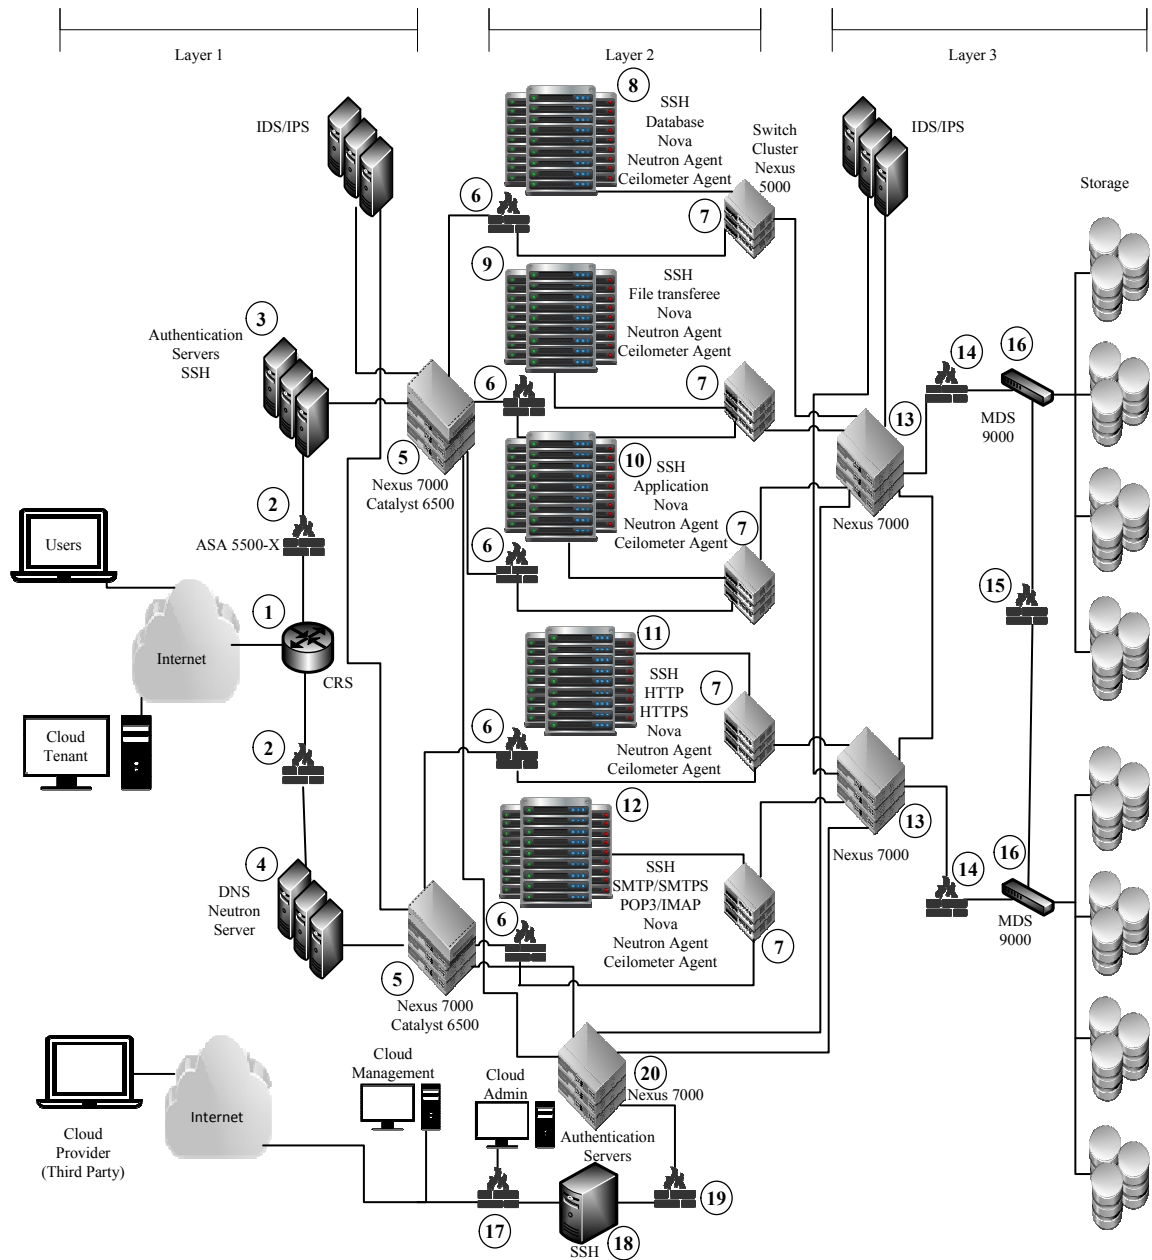 Layer 1
Layer 2
Layer 3
IDS/IPS
8
SSH
Database
Nova
Neutron Agent
Ceilometer Agent
Switch
Cluster
Nexus
5000
IDS/IPS
Storage
6
7
9
SSH
File transferee
Nova
Neutron Agent
Ceilometer Agent
3
Authentication
Servers
SSH
6
7
14
16
MDS
9000
13
Nexus 7000
5
Nexus 7000
Catalyst 6500
10
SSH
Application
Nova
Neutron Agent
Ceilometer Agent
2
ASA 5500-X
6
7
Users
1
Internet
CRS
15
11
SSH
HTTP
HTTPS
Nova
Neutron Agent
Ceilometer Agent
7
6
Cloud
Tenant
2
12
SSH
SMTP/SMTPS
POP3/IMAP
Nova
Neutron Agent
Ceilometer Agent
13
Nexus 7000
14
16
MDS
9000
4
DNS
Neutron
Server
6
7
5
Nexus 7000
Catalyst 6500
Cloud
Management
Cloud
Admin
20
Nexus 7000
Internet
Cloud
Provider
(Third Party)
Authentication
Servers
17
SSH
18
19